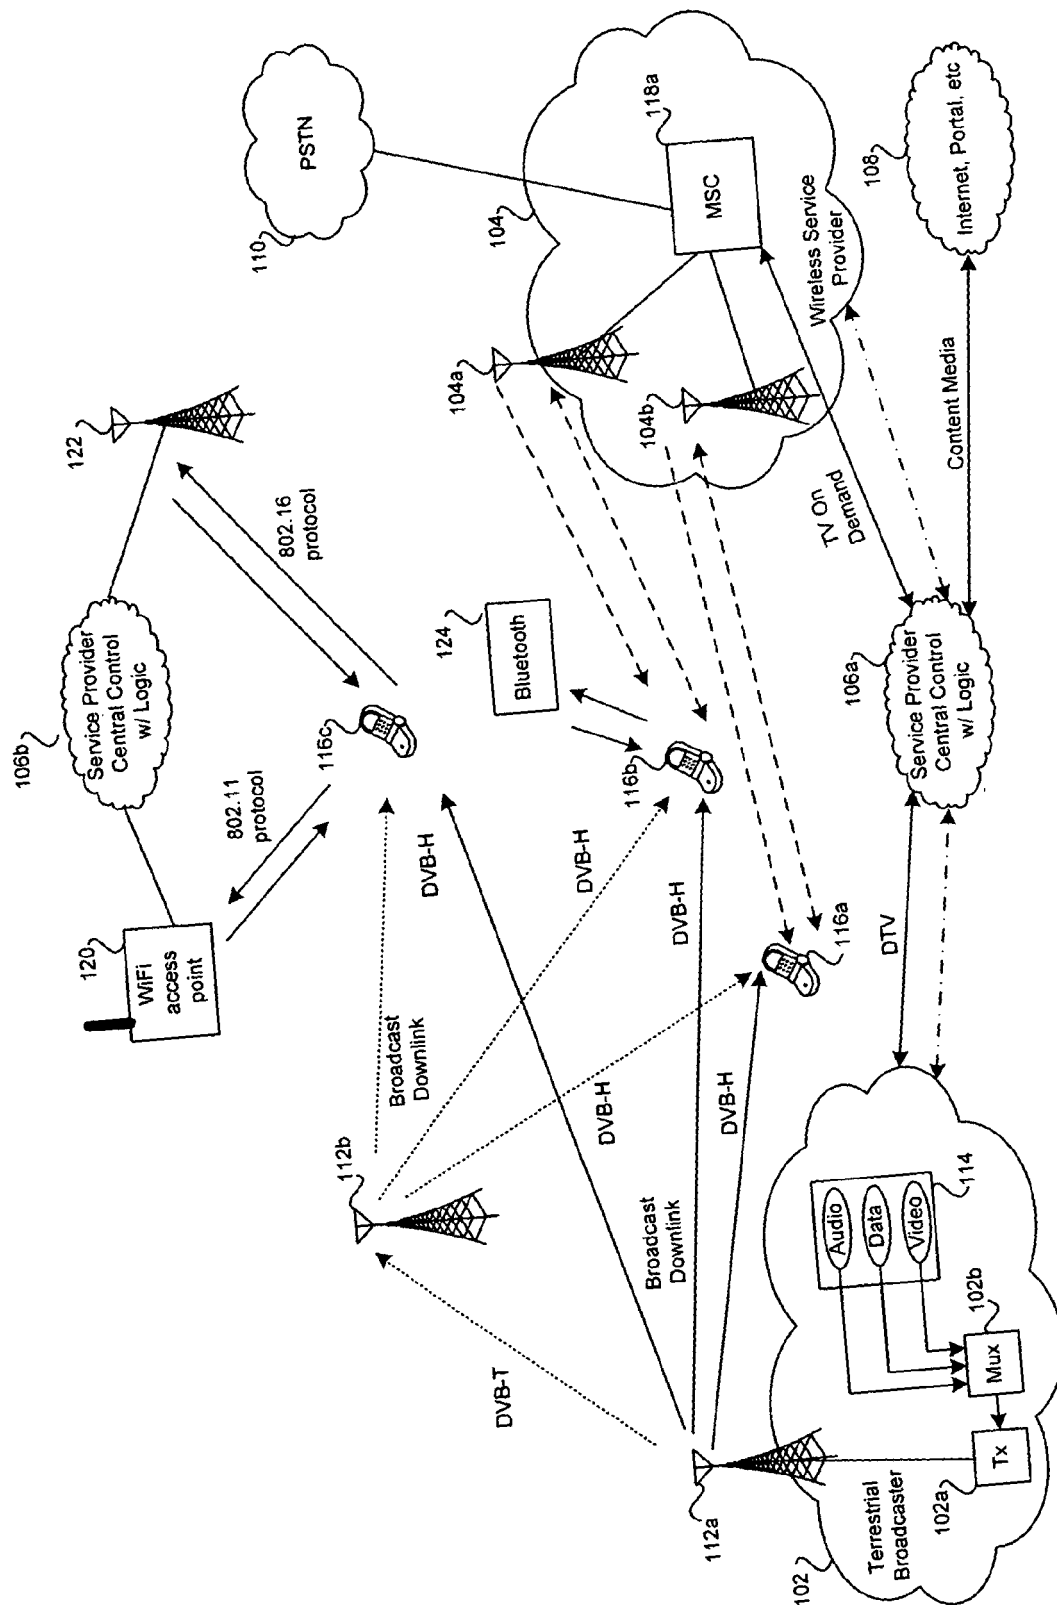 110
PSTN
122
802.16
protocol
106b
Service Provider
Central Control
w/ Logic
802.11
protocol
120
WiFi
access
point
116c
124
Bluetooth
104
118a
MSC
Wireless Service
Provider
104a
104b
116b
116a
112b
Broadcast
Downlink
DVB-H
DVB-H
DVB-H
DVB-H
DVB-H
DVB-T
Broadcast
Downlink
TV On
Demand
108
Internet, Portal, etc
Content Media
106a
Service Provider
Central Control
w/ Logic
DTV
112a
102
Terrestrial
Broadcaster
102a
Tx
102b
Mux
114
Audio
Data
Video